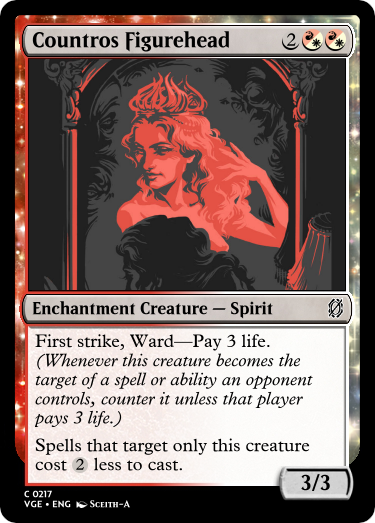 Countros Figurehead 2
Enchantment Creature — Spirit
First strike, Ward—Pay 3 life.
(Whenever this creature becomes the
target of a spell or ability an opponent
controls, counter it unless that player
pays 3 life.)
Spells that target only this creature
cost 2 less to cast.
3/3
C 0217
VGE • ENG Sceith-A